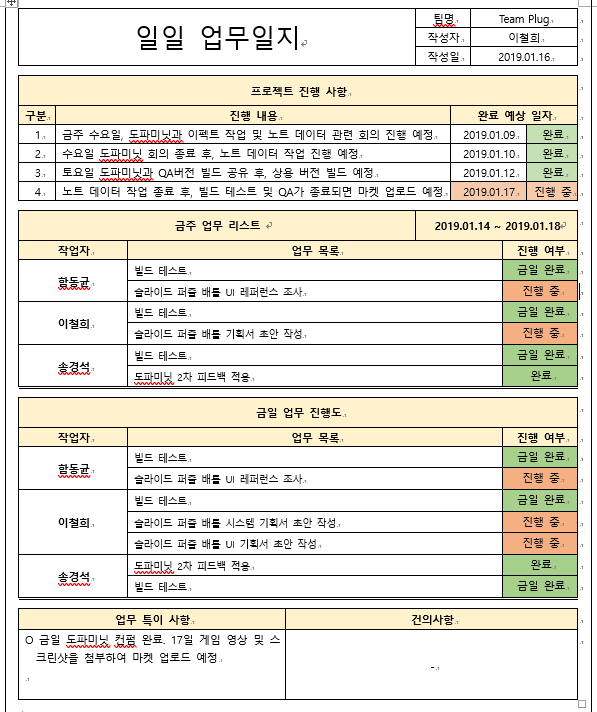 일일 업무일지
팀명 Team Plug
작성자 이철희
작성일 2019.01.16
프로젝트 진행 사항
구분 진행 내용 완료 예상 일자
1. 금주 수요일, 도파미닛과 이펙트 작업 및 노트 데이터 관련 회의 진행 예정 2019.01.09 완료
2. 수요일 도파미닛 회의 종료 후, 노트 데이터 작업 진행 예정 2019.01.10 완료
3. 토요일 도파미닛과 QA버전 빌드 공유 후, 상용 버전 빌드 예정 2019.01.12 완료
4. 노트 데이터 작업 종료 후, 빌드 테스트 및 QA가 종료되면 마켓 업로드 예정 2019.01.17 진행 중
금주 업무 리스트 2019.01.14 ~ 2019.01.18
작업자 업무 목록 진행 여부
함동균 빌드 테스트 금일 완료
슬라이드 퍼즐 배틀 UI 레퍼런스 조사 진행 중
이철희 빌드 테스트 금일 완료
슬라이드 퍼즐 배틀 기획서 초안 작성 진행 중
송경석 빌드 테스트 금일 완료
도파미닛 2차 피드백 적용 완료
금일 업무 진행도
작업자 업무 목록 진행 여부
함동균 빌드 테스트 금일 완료
슬라이드 퍼즐 배틀 UI 레퍼런스 조사 진행 중
이철희 빌드 테스트 금일 완료
슬라이드 퍼즐 배틀 시스템 기획서 초안 작성 진행 중
슬라이드 퍼즐 배틀 UI 기획서 초안 작성 진행 중
송경석 도파미닛 2차 피드백 적용 완료
빌드 테스트 금일 완료
업무 특이 사항 건의사항
O 금일 도파미닛 컨펌 완료. 17일 게임 영상 및 스
크린샷을 첨부하여 마켓 업로드 예정
-